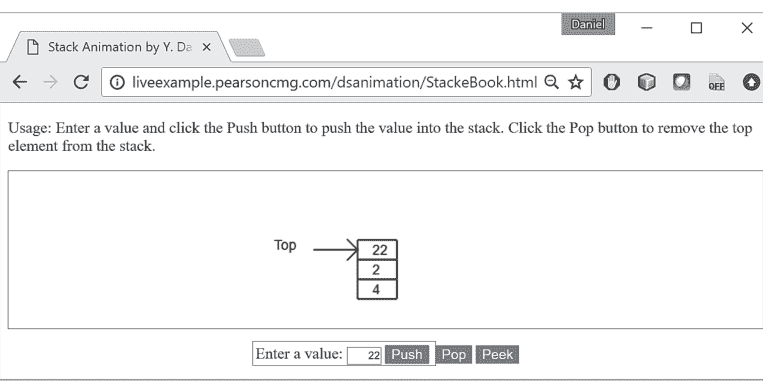 Daniel
Stack Animation by Y. Da
liveexample.pearsoncmg.com/dsanimation/StackeBook.html
OFF
Usage: Enter a value and click the Push button to push the value into the stack. Click the Pop button to remove the top
element from the stack.
Top
22
2
4
Enter a value: 22 Push Pop Peek